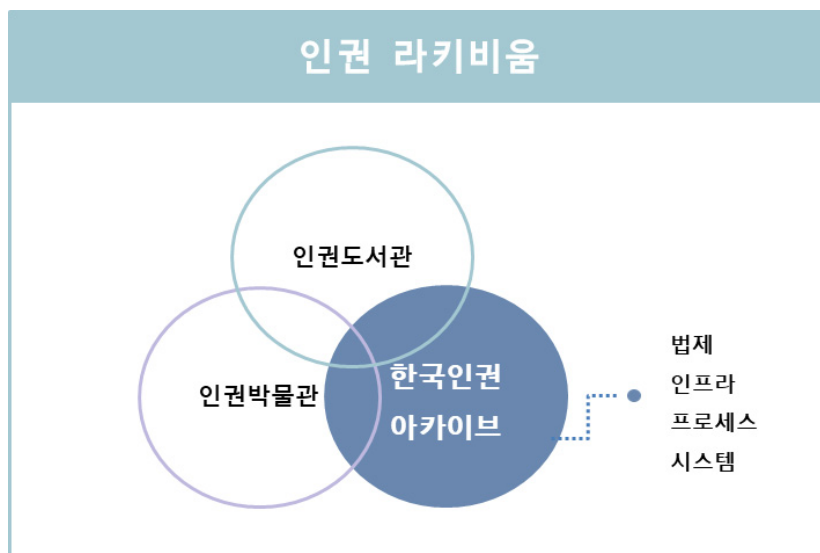 인권 라키비움
인권도서관
인권박물관
한국인권
아카이브
법제
인프라
프로세스
시스템